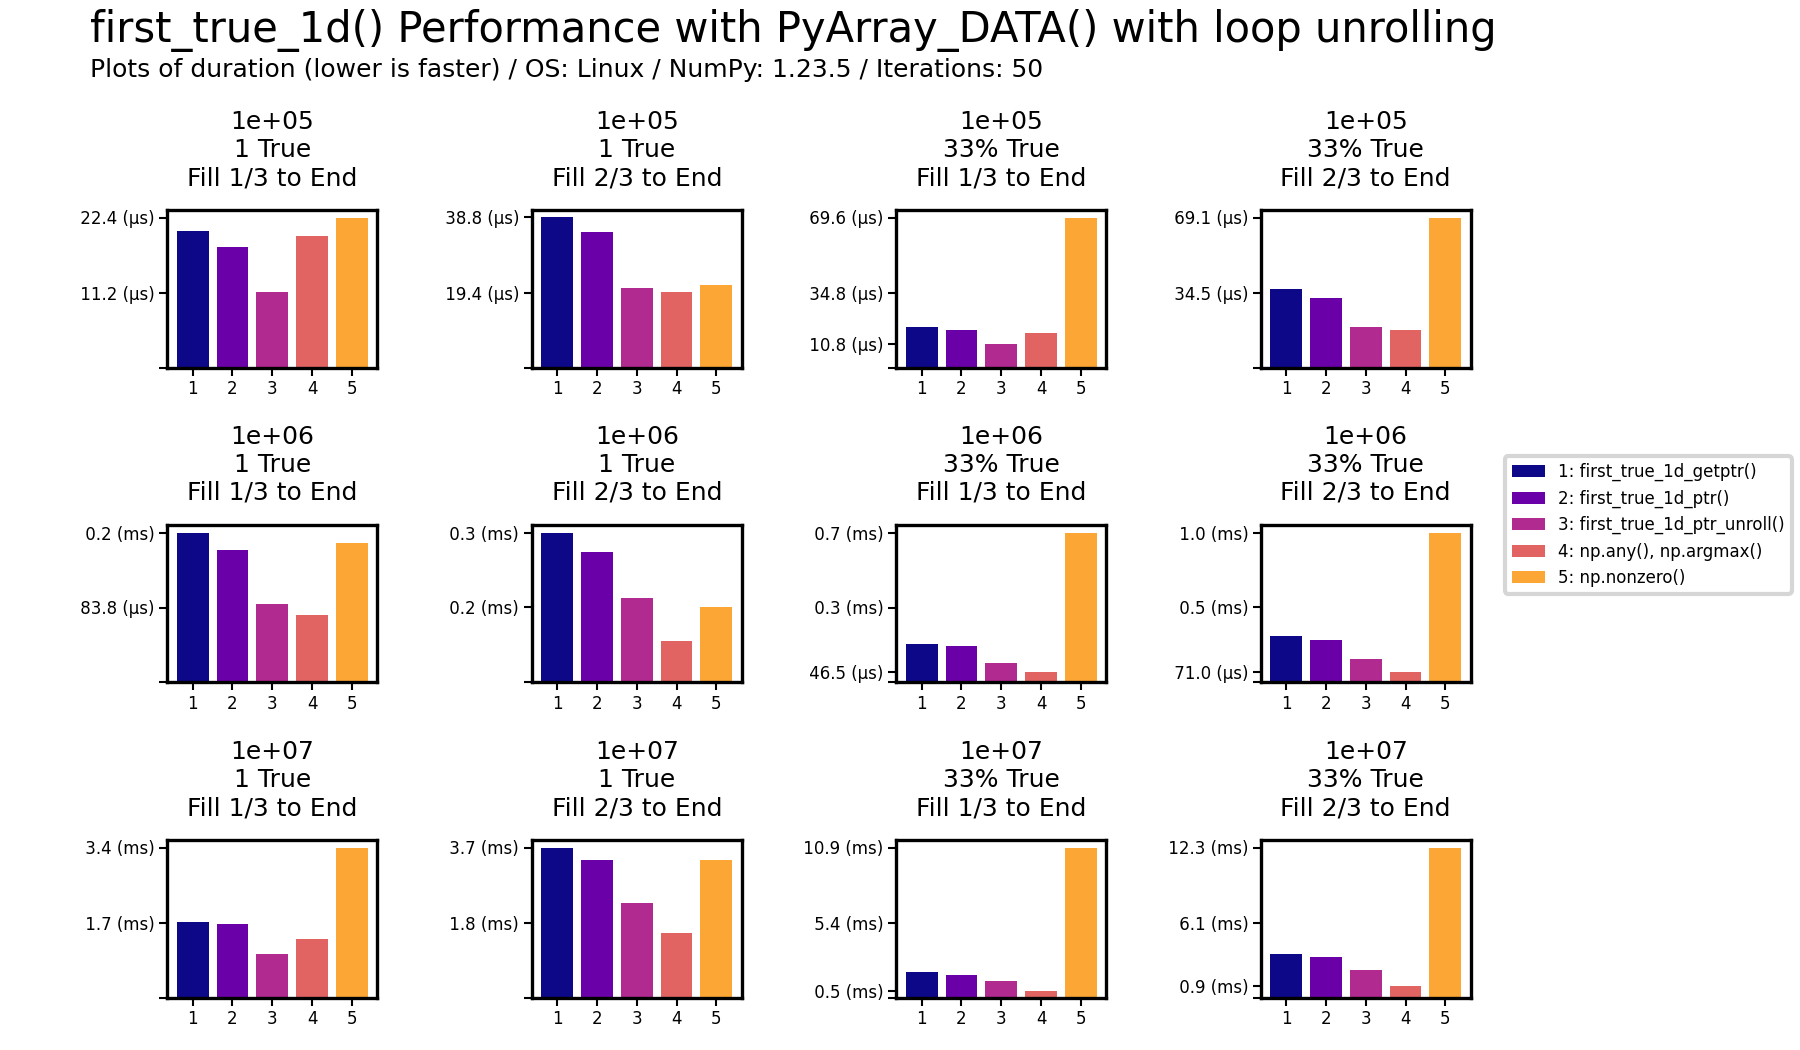 first_true_1d() Performance with PyArray_DATA() with loop unrolling
Plots of duration (lower is faster) / OS: Linux / NumPy: 1.23.5 / Iterations: 50
1e+05
1 True
Fill 1/3 to End
22.4 (µs)
11.2 (µs)
1 2 3 4 5
1e+05
1 True
Fill 2/3 to End
38.8 (µs)
19.4 (µs)
1 2 3 4 5
1e+05
33% True
Fill 1/3 to End
69.6 (µs)
34.8 (µs)
10.8 (µs)
1 2 3 4 5
1e+05
33% True
Fill 2/3 to End
69.1 (µs)
34.5 (µs)
1 2 3 4 5
1e+06
1 True
Fill 1/3 to End
0.2 (ms)
83.8 (µs)
1 2 3 4 5
1e+06
1 True
Fill 2/3 to End
0.3 (ms)
0.2 (ms)
1 2 3 4 5
1e+06
33% True
Fill 1/3 to End
0.7 (ms)
0.3 (ms)
46.5 (µs)
1 2 3 4 5
1e+06
33% True
Fill 2/3 to End
1.0 (ms)
0.5 (ms)
71.0 (µs)
1 2 3 4 5
1: first_true_1d_getptr()
2: first_true_1d_ptr()
3: first_true_1d_ptr_unroll()
4: np.any(), np.argmax()
5: np.nonzero()
1e+07
1 True
Fill 1/3 to End
3.4 (ms)
1.7 (ms)
1 2 3 4 5
1e+07
1 True
Fill 2/3 to End
3.7 (ms)
1.8 (ms)
1 2 3 4 5
1e+07
33% True
Fill 1/3 to End
10.9 (ms)
5.4 (ms)
0.5 (ms)
1 2 3 4 5
1e+07
33% True
Fill 2/3 to End
12.3 (ms)
6.1 (ms)
0.9 (ms)
1 2 3 4 5